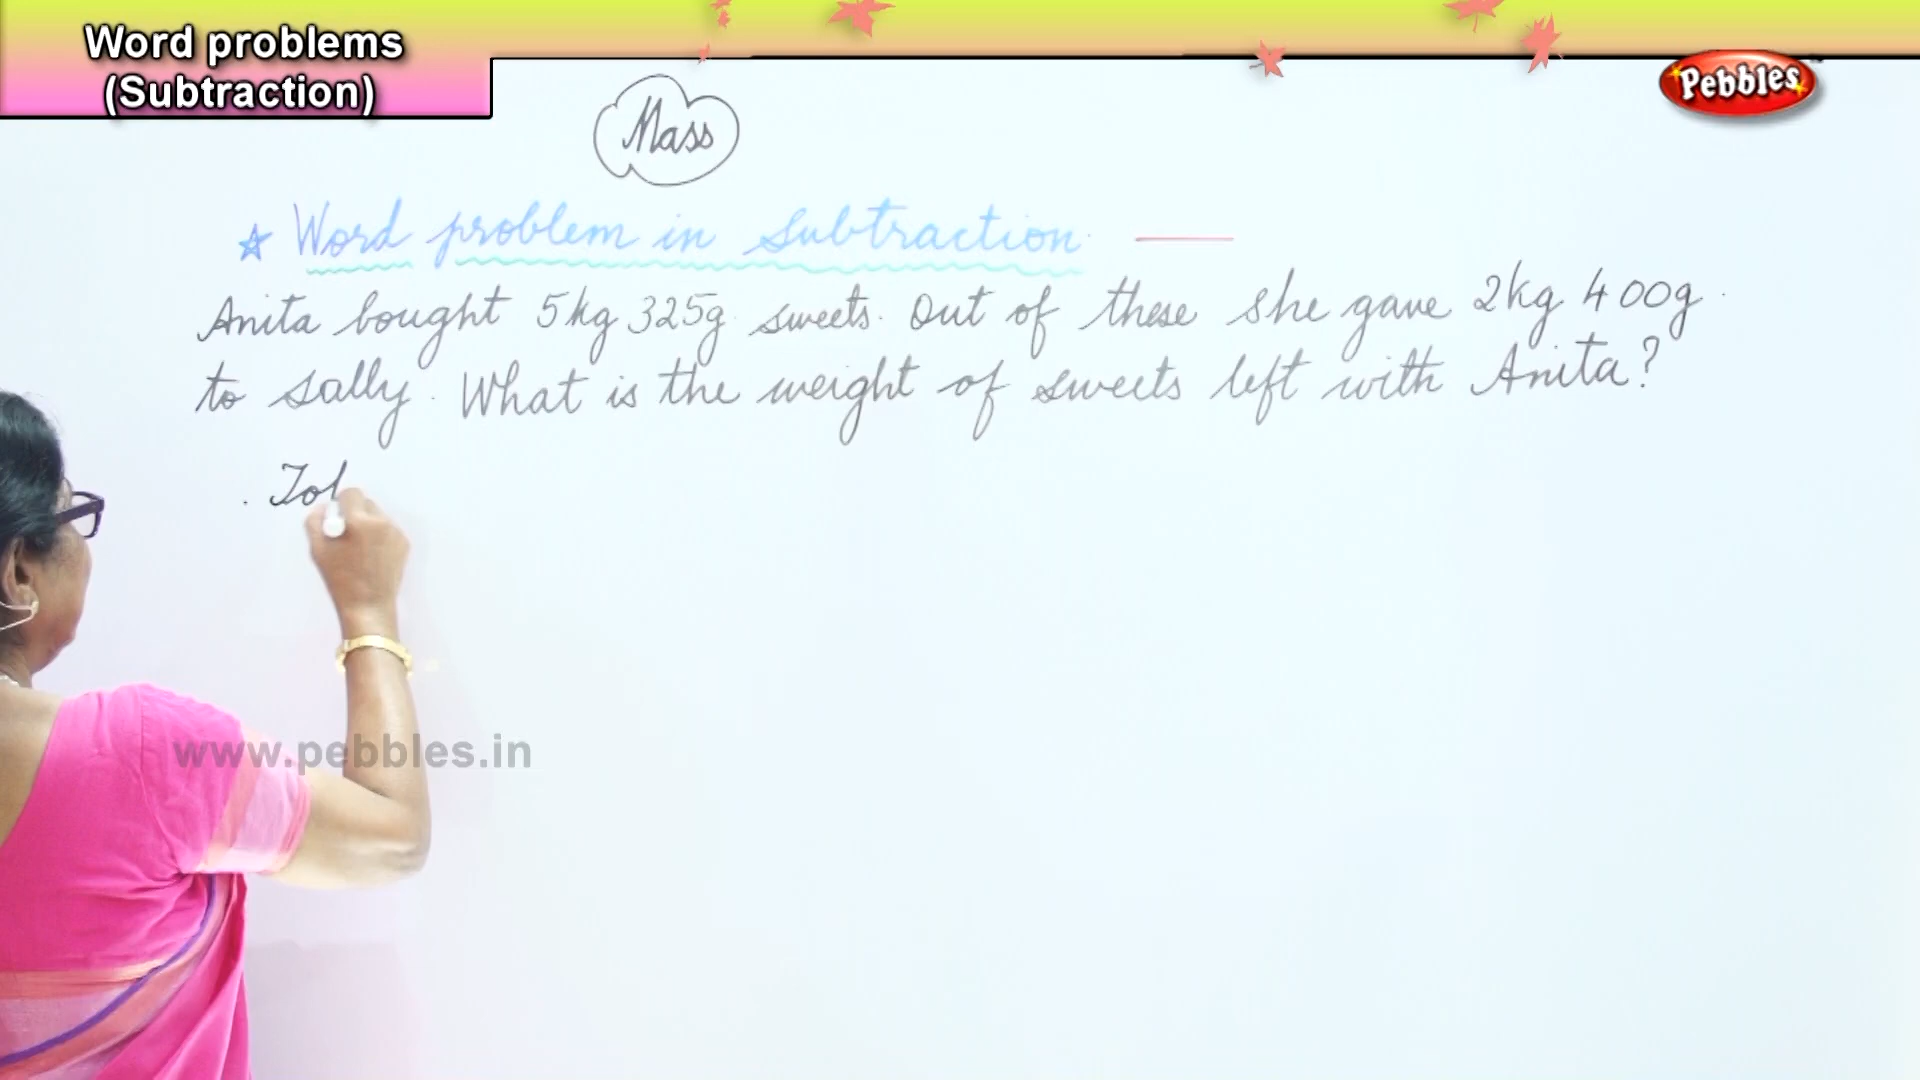 Word problems
(Subtraction)
Pebbles
Mass
Word problem in subtraction
Anita bought 5kg 325g sweets. Out of these she gave 2kg 400g
to Sally. What is the weight of sweets left with Anita?
www.pebbles.in